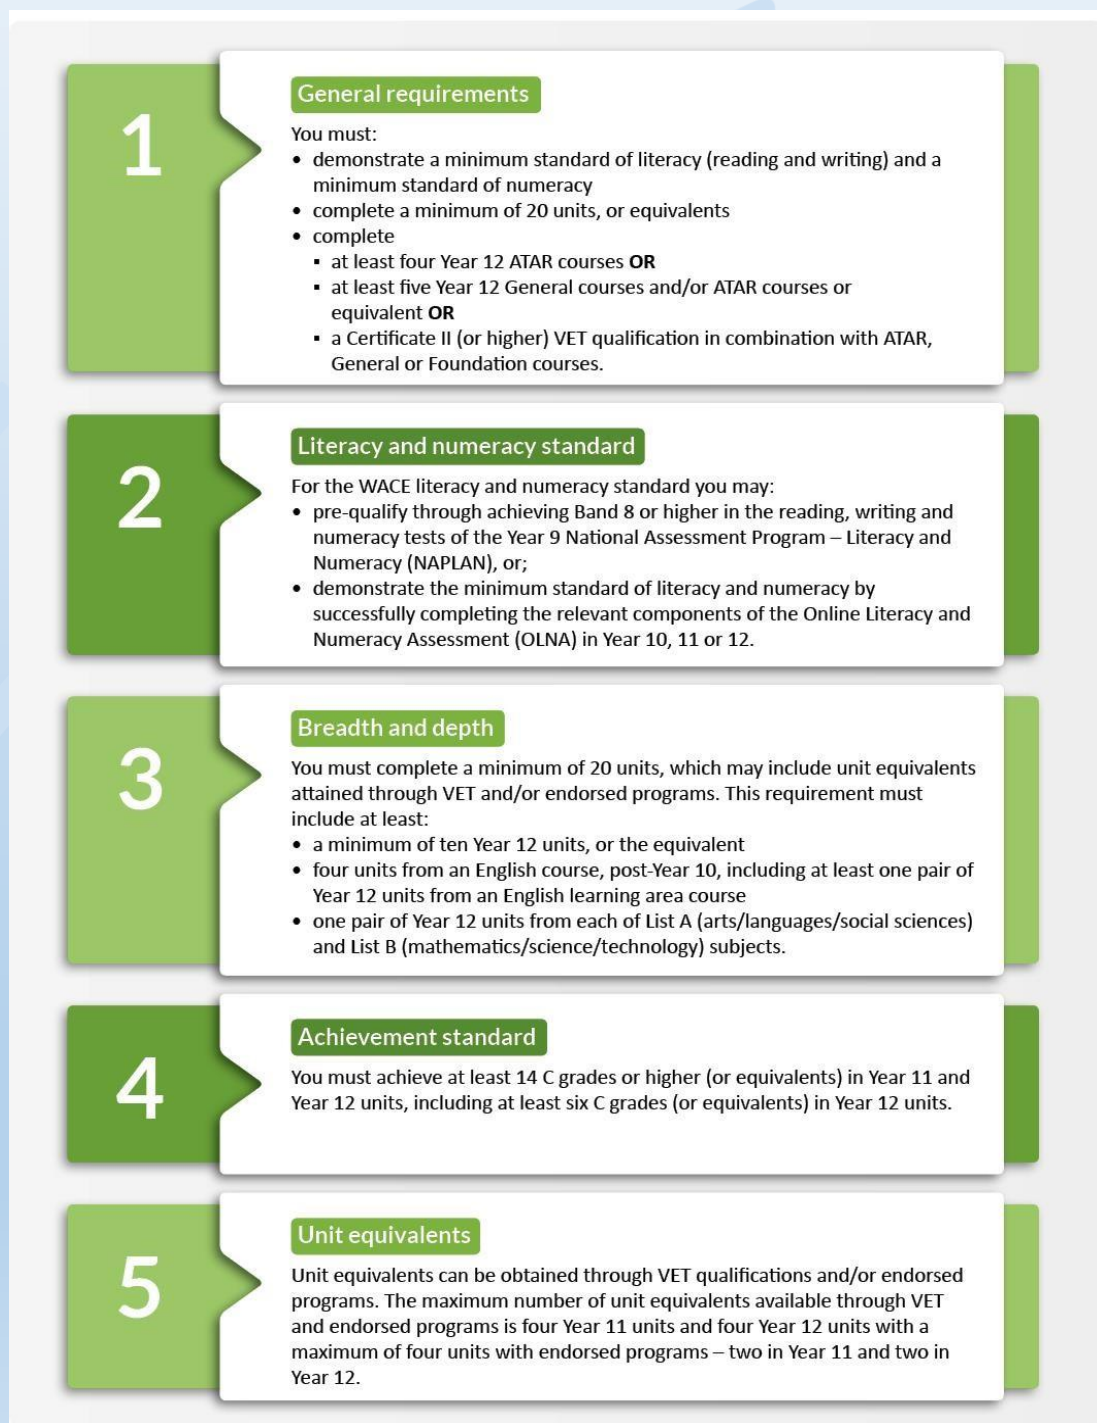 1
General requirements
You must:
• demonstrate a minimum standard of literacy (reading and writing) and a
minimum standard of numeracy
• complete a minimum of 20 units, or equivalents
• complete
▪ at least four Year 12 ATAR courses OR
▪ at least five Year 12 General courses and/or ATAR courses or
equivalent OR
▪ a Certificate II (or higher) VET qualification in combination with ATAR,
General or Foundation courses.
2
Literacy and numeracy standard
For the WACE literacy and numeracy standard you may:
• pre-qualify through achieving Band 8 or higher in the reading, writing and
numeracy tests of the Year 9 National Assessment Program – Literacy and
Numeracy (NAPLAN), or;
• demonstrate the minimum standard of literacy and numeracy by
successfully completing the relevant components of the Online Literacy and
Numeracy Assessment (OLNA) in Year 10, 11 or 12.
3
Breadth and depth
You must complete a minimum of 20 units, which may include unit equivalents
attained through VET and/or endorsed programs. This requirement must
include at least:
• a minimum of ten Year 12 units, or the equivalent
• four units from an English course, post-Year 10, including at least one pair of
Year 12 units from an English learning area course
• one pair of Year 12 units from each of List A (arts/languages/social sciences)
and List B (mathematics/science/technology) subjects.
4
Achievement standard
You must achieve at least 14 C grades or higher (or equivalents) in Year 11 and
Year 12 units, including at least six C grades (or equivalents) in Year 12 units.
5
Unit equivalents
Unit equivalents can be obtained through VET qualifications and/or endorsed
programs. The maximum number of unit equivalents available through VET
and endorsed programs is four Year 11 units and four Year 12 units with a
maximum of four units with endorsed programs – two in Year 11 and two in
Year 12.